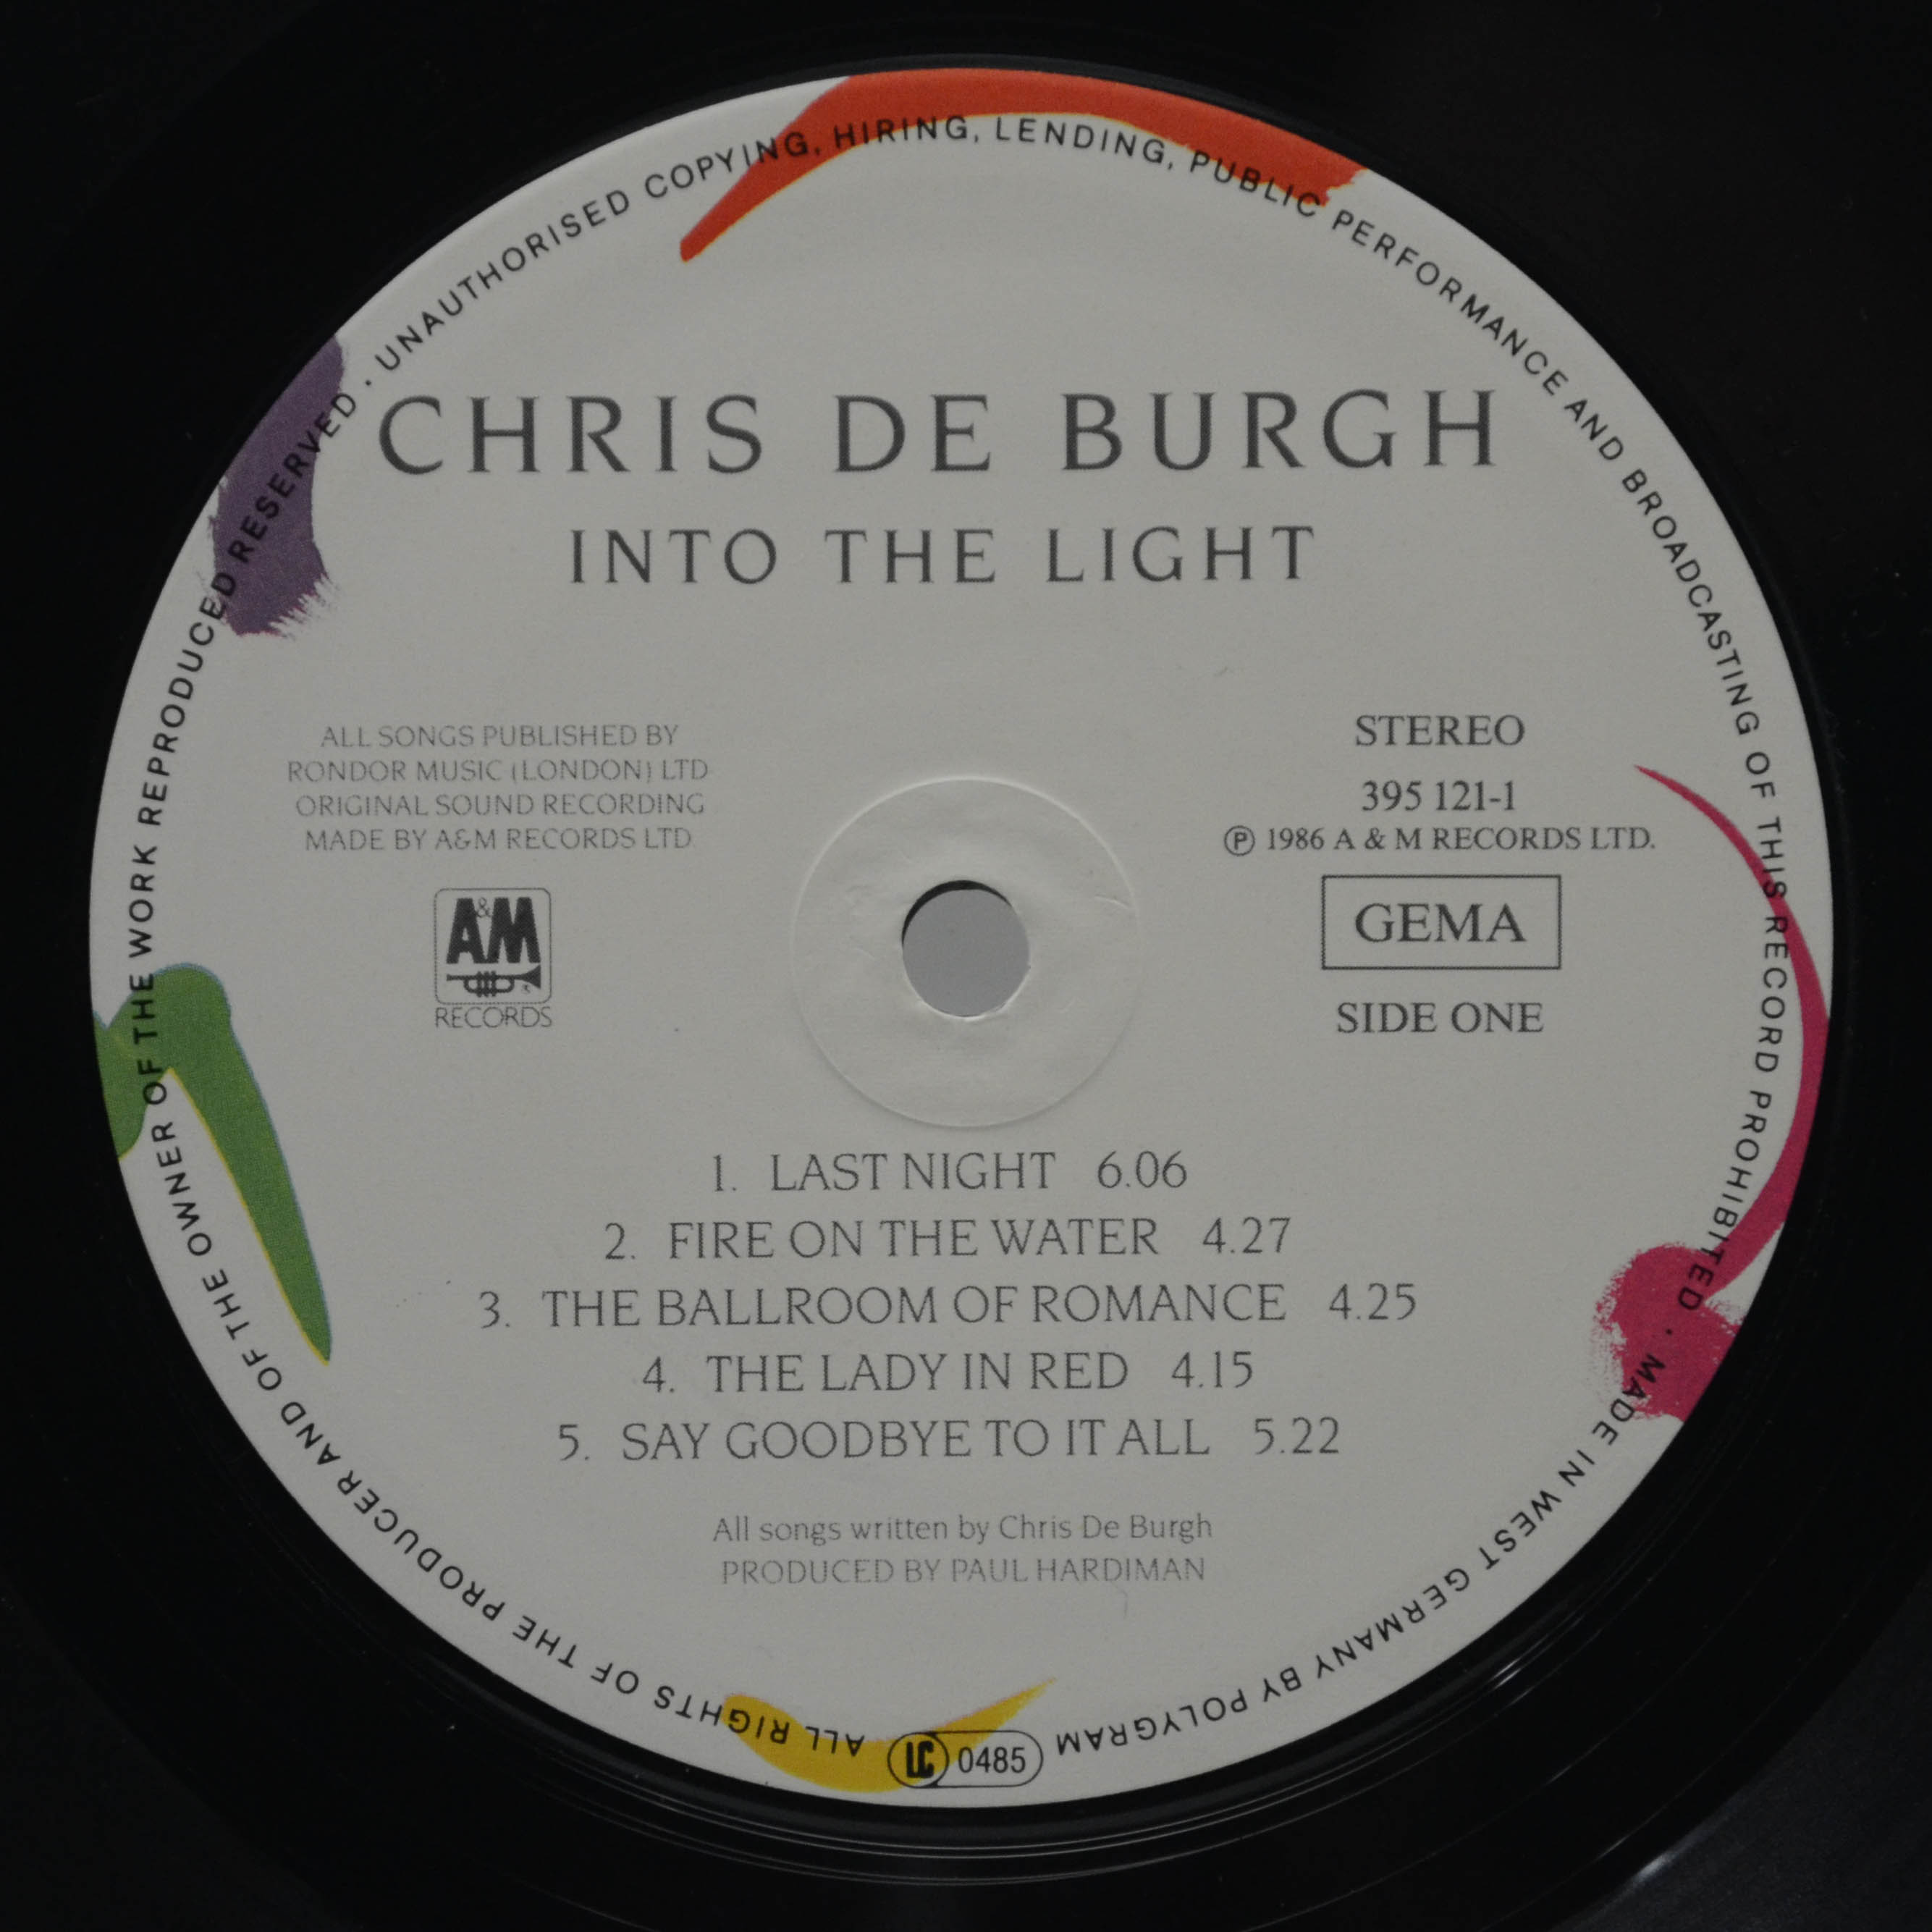 CHRIS DE BURGH
INTO THE LIGHT
ALL SONGS PUBLISHED BY
RONDOR MUSIC (LONDON) LTD
ORIGINAL SOUND RECORDING
MADE BY A&M RECORDS LTD
A&M
RECORDS
STEREO
395 121-1
Ⓟ 1986 A & M RECORDS LTD.
GEMA
SIDE ONE
1. LAST NIGHT 6.06
2. FIRE ON THE WATER 4.27
3. THE BALLROOM OF ROMANCE 4.25
4. THE LADY IN RED 4.15
5. SAY GOODBYE TO IT ALL 5.22
All songs written by Chris De Burgh
PRODUCED BY PAUL HARDIMAN
ALL RIGHTS OF THE PRODUCER AND OF THE OWNER OF THE WORK REPRODUCED RESERVED · UNAUTHORISED COPYING, HIRING, LENDING, PUBLIC PERFORMANCE AND BROADCASTING OF THIS RECORD PROHIBITED · MADE IN WEST GERMANY BY POLYGRAM
LC 0485